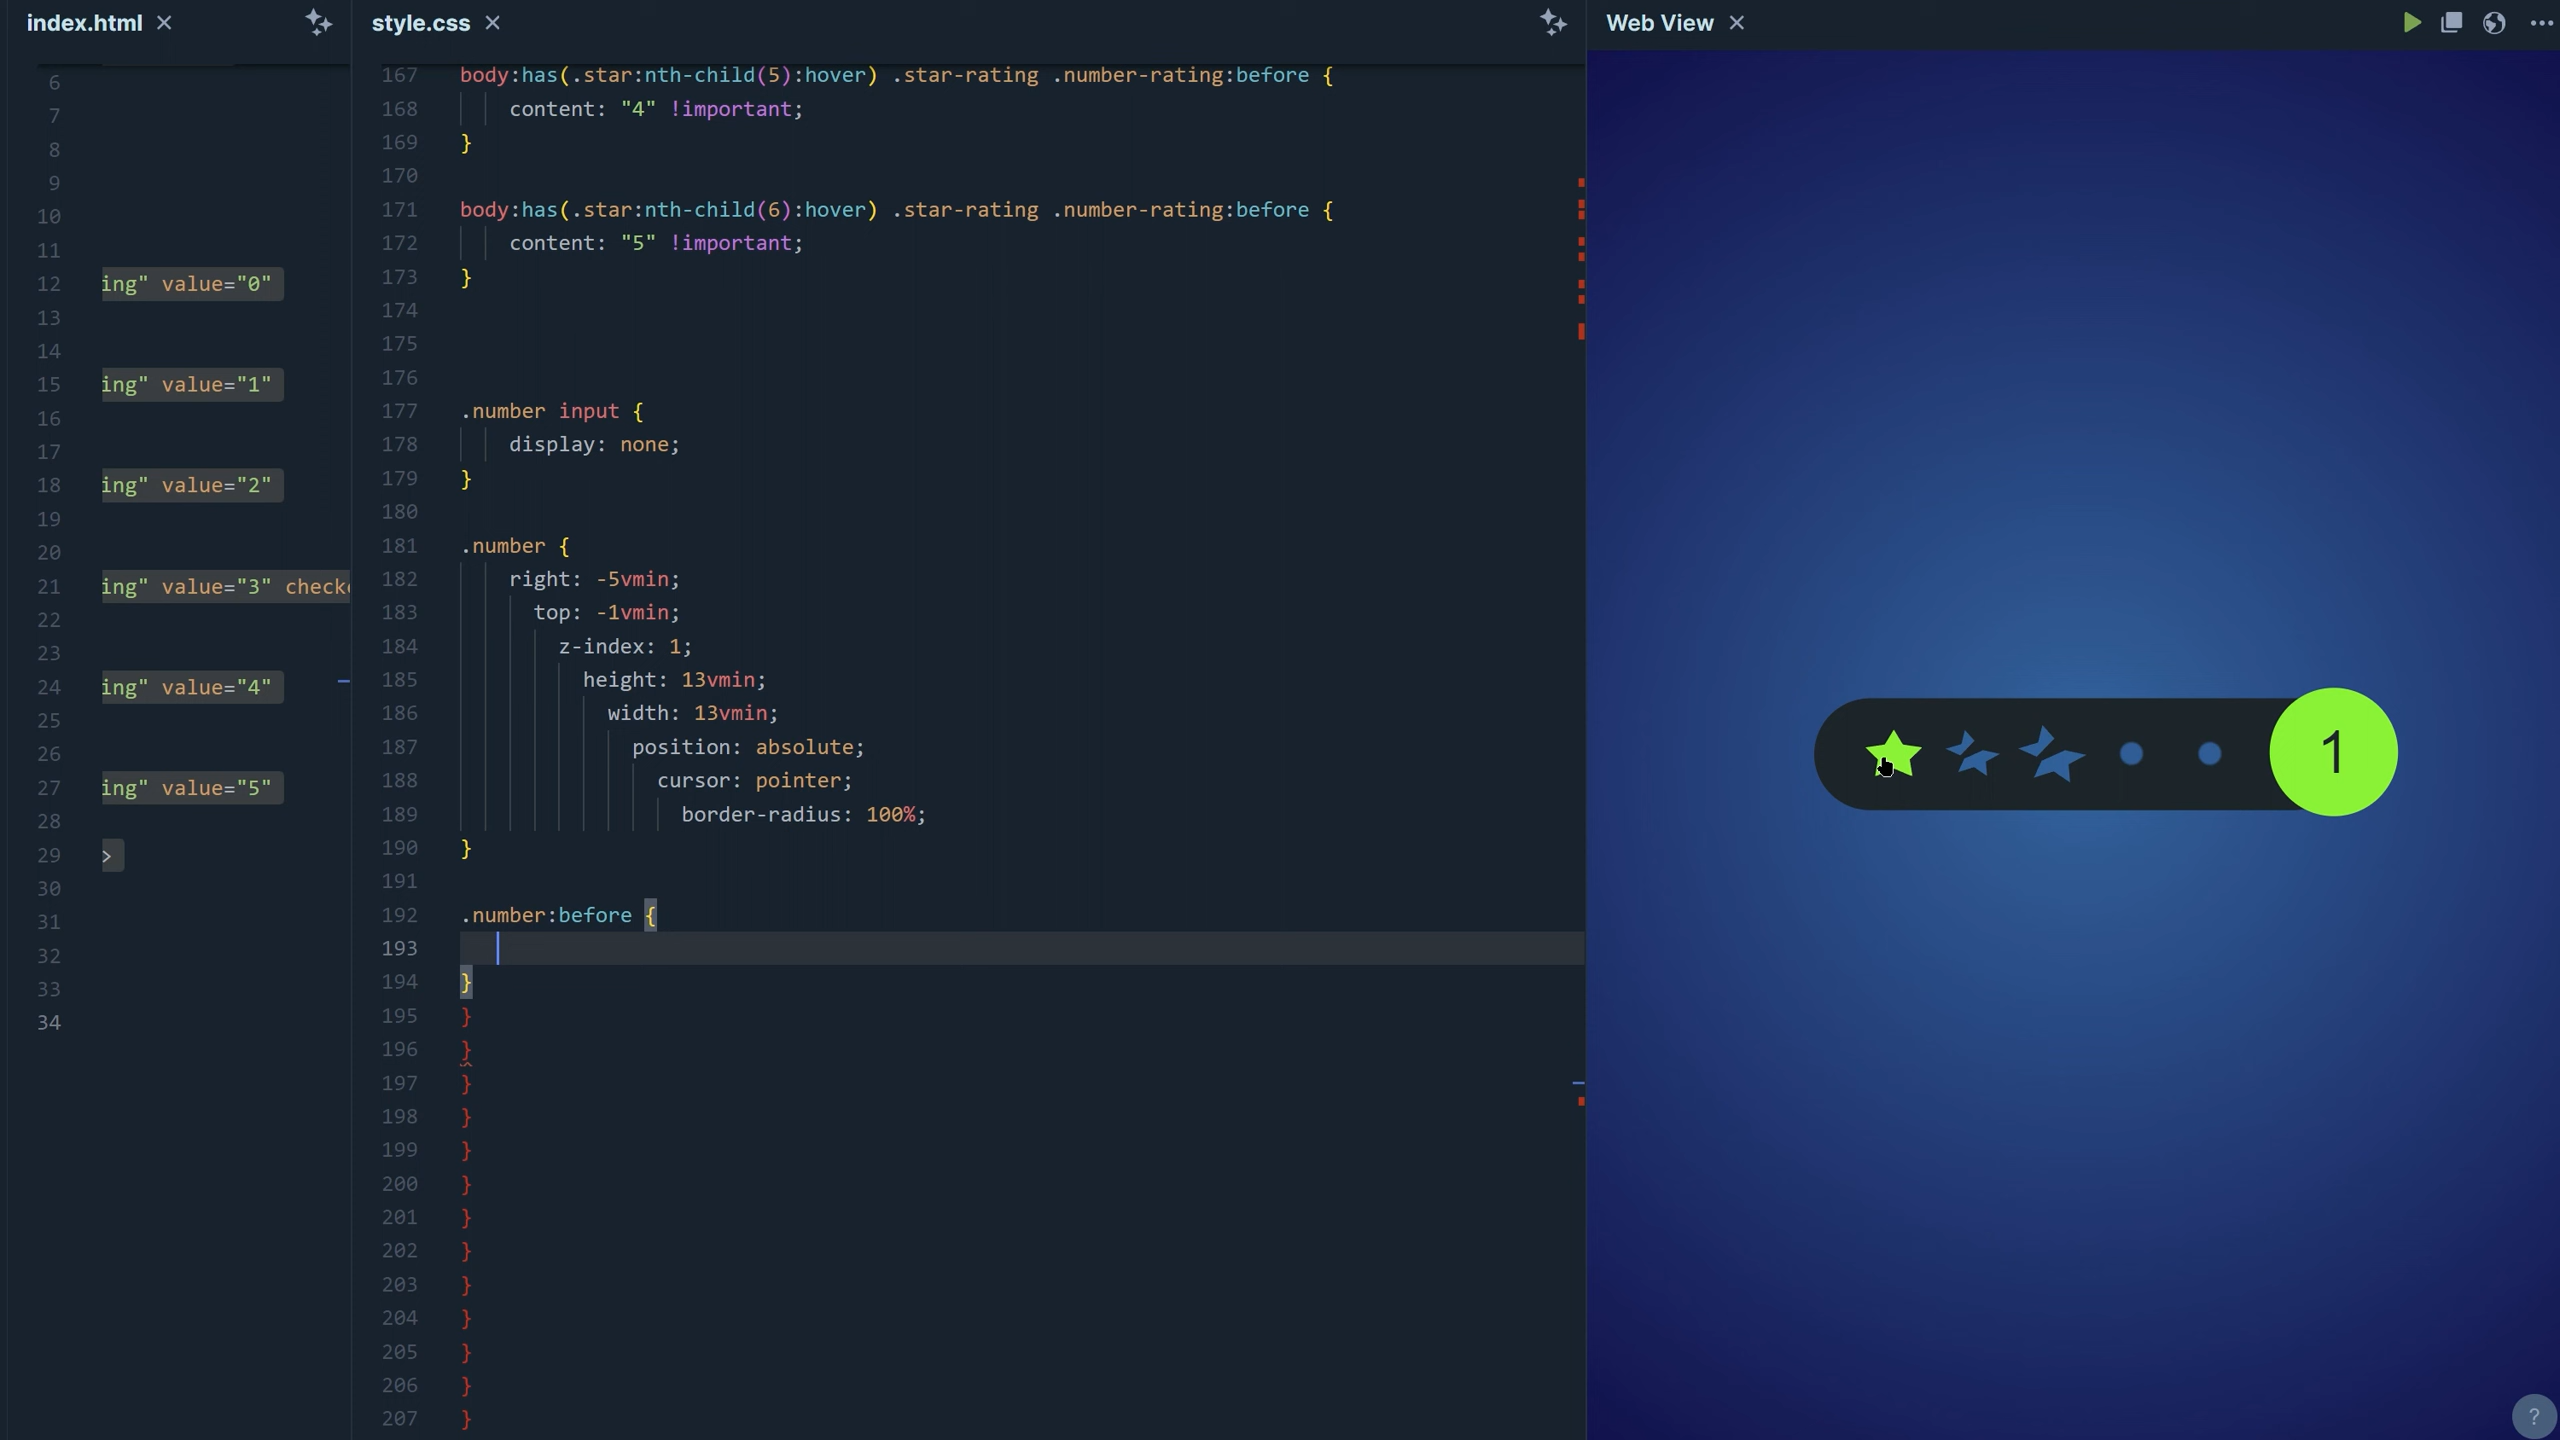 index.html
6
7
8
9
10
11
12 ing" value="0"
13
14
15 ing" value="1"
16
17
18 ing" value="2"
19
20
21 ing" value="3" check
22
23
24 ing" value="4"
25
26
27 ing" value="5"
28
29 >
30
31
32
33
34
style.css
167 body:has(.star:nth-child(5):hover) .star-rating .number-rating:before {
168 content: "4" !important;
169 }
170
171 body:has(.star:nth-child(6):hover) .star-rating .number-rating:before {
172 content: "5" !important;
173 }
174
175
176
177 .number input {
178 display: none;
179 }
180
181 .number {
182 right: -5vmin;
183 top: -1vmin;
184 z-index: 1;
185 height: 13vmin;
186 width: 13vmin;
187 position: absolute;
188 cursor: pointer;
189 border-radius: 100%;
190 }
191
192 .number:before {
193
194 }
195 }
196 }
197 }
198 }
199 }
200 }
201 }
202 }
203 }
204 }
205 }
206 }
207 }
Web View
1
?